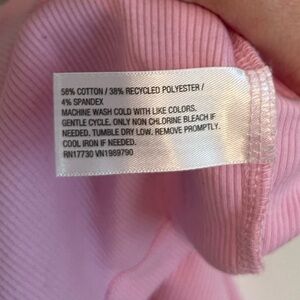 58% COTTON / 38% RECYCLED POLYESTER /
4% SPANDEX
MACHINE WASH COLD WITH LIKE COLORS.
GENTLE CYCLE. ONLY NON CHLORINE BLEACH IF
NEEDED. TUMBLE DRY LOW. REMOVE PROMPTLY.
COOL IRON IF NEEDED.
RN17730 VN1989790